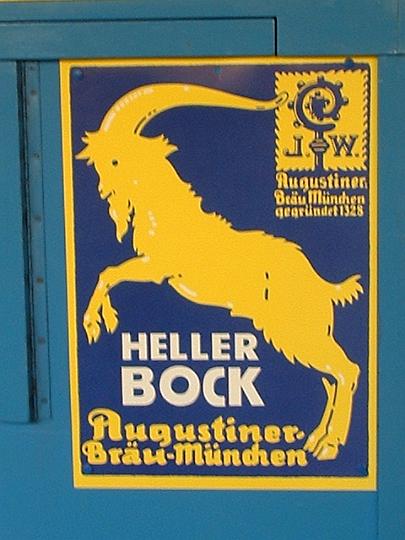 J W.
Augustiner
Bräu München
gegründet 1328
HELLER
BOCK
Augustiner-
Bräu-München